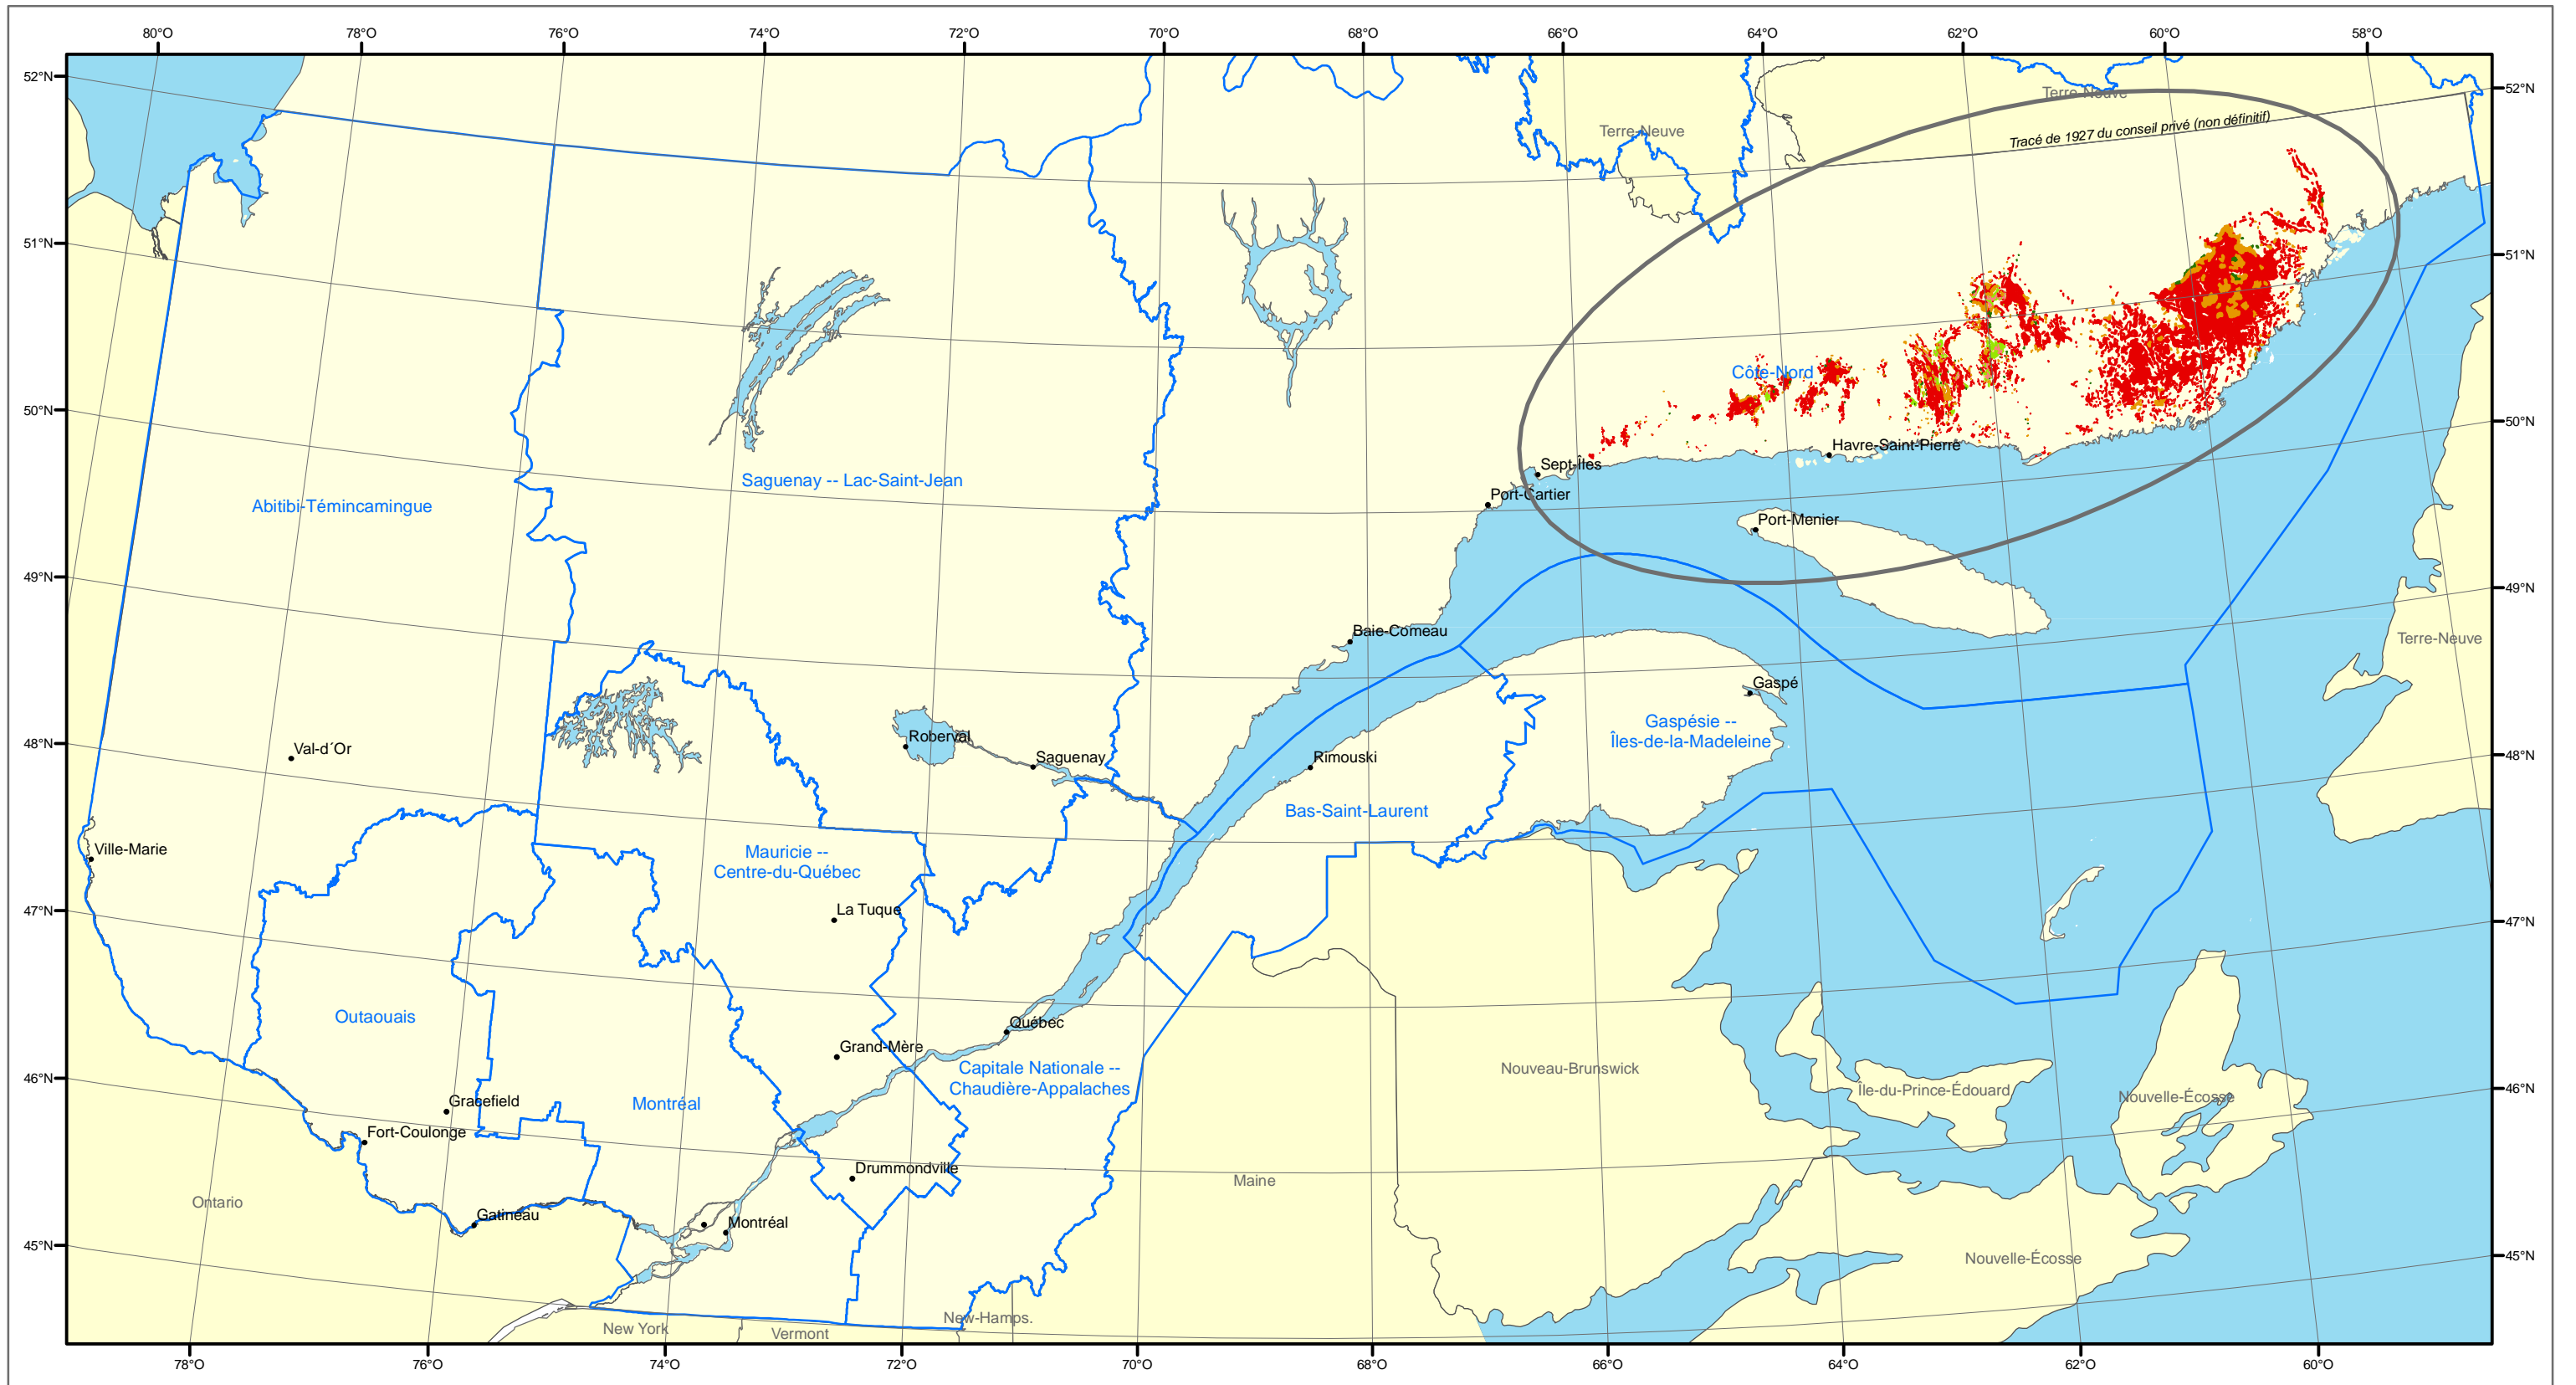 80°O 78°O 76°O 74°O 72°O 70°O 68°O 66°O 64°O 62°O 60°O 58°O
52°N
52°N
Terre-Neuve
Terre-Neuve
Tracé de 1927 du conseil privé (non définitif)
51°N
51°N
Côte-Nord
50°N
50°N
Havre-Saint-Pierre
Sept-Îles
Port-Cartier
Saguenay -- Lac-Saint-Jean
Abitibi-Témincamingue
Port-Menier
49°N
49°N
Baie-Comeau
Terre-Neuve
Gaspé
Gaspésie --
Îles-de-la-Madeleine
48°N
48°N
Val-d´Or
Roberval
Saguenay
Rimouski
Bas-Saint-Laurent
Ville-Marie
Mauricie --
Centre-du-Québec
La Tuque
47°N
47°N
Outaouais
Québec
Grand-Mère
Capitale Nationale --
Chaudière-Appalaches
Nouveau-Brunswick
46°N
46°N
Île-du-Prince-Édouard
Nouvelle-Écosse
Gracefield
Montréal
Fort-Coulonge
Drummondville
Maine
Ontario
Gatineau
Montréal
45°N
45°N
Nouvelle-Écosse
New-Hamps.
New York
Vermont
78°O 76°O 74°O 72°O 70°O 68°O 66°O 64°O 62°O 60°O